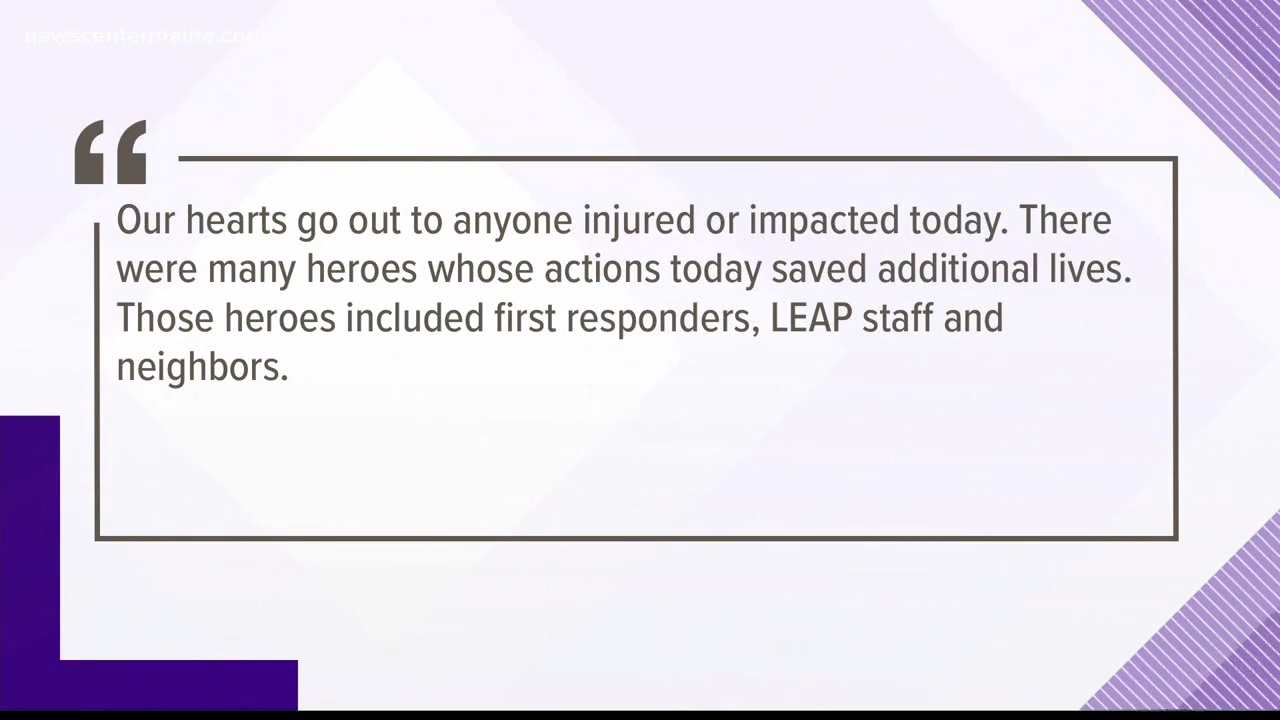 newscentermaine.com
Our hearts go out to anyone injured or impacted today. There
were many heroes whose actions today saved additional lives.
Those heroes included first responders, LEAP staff and
neighbors.